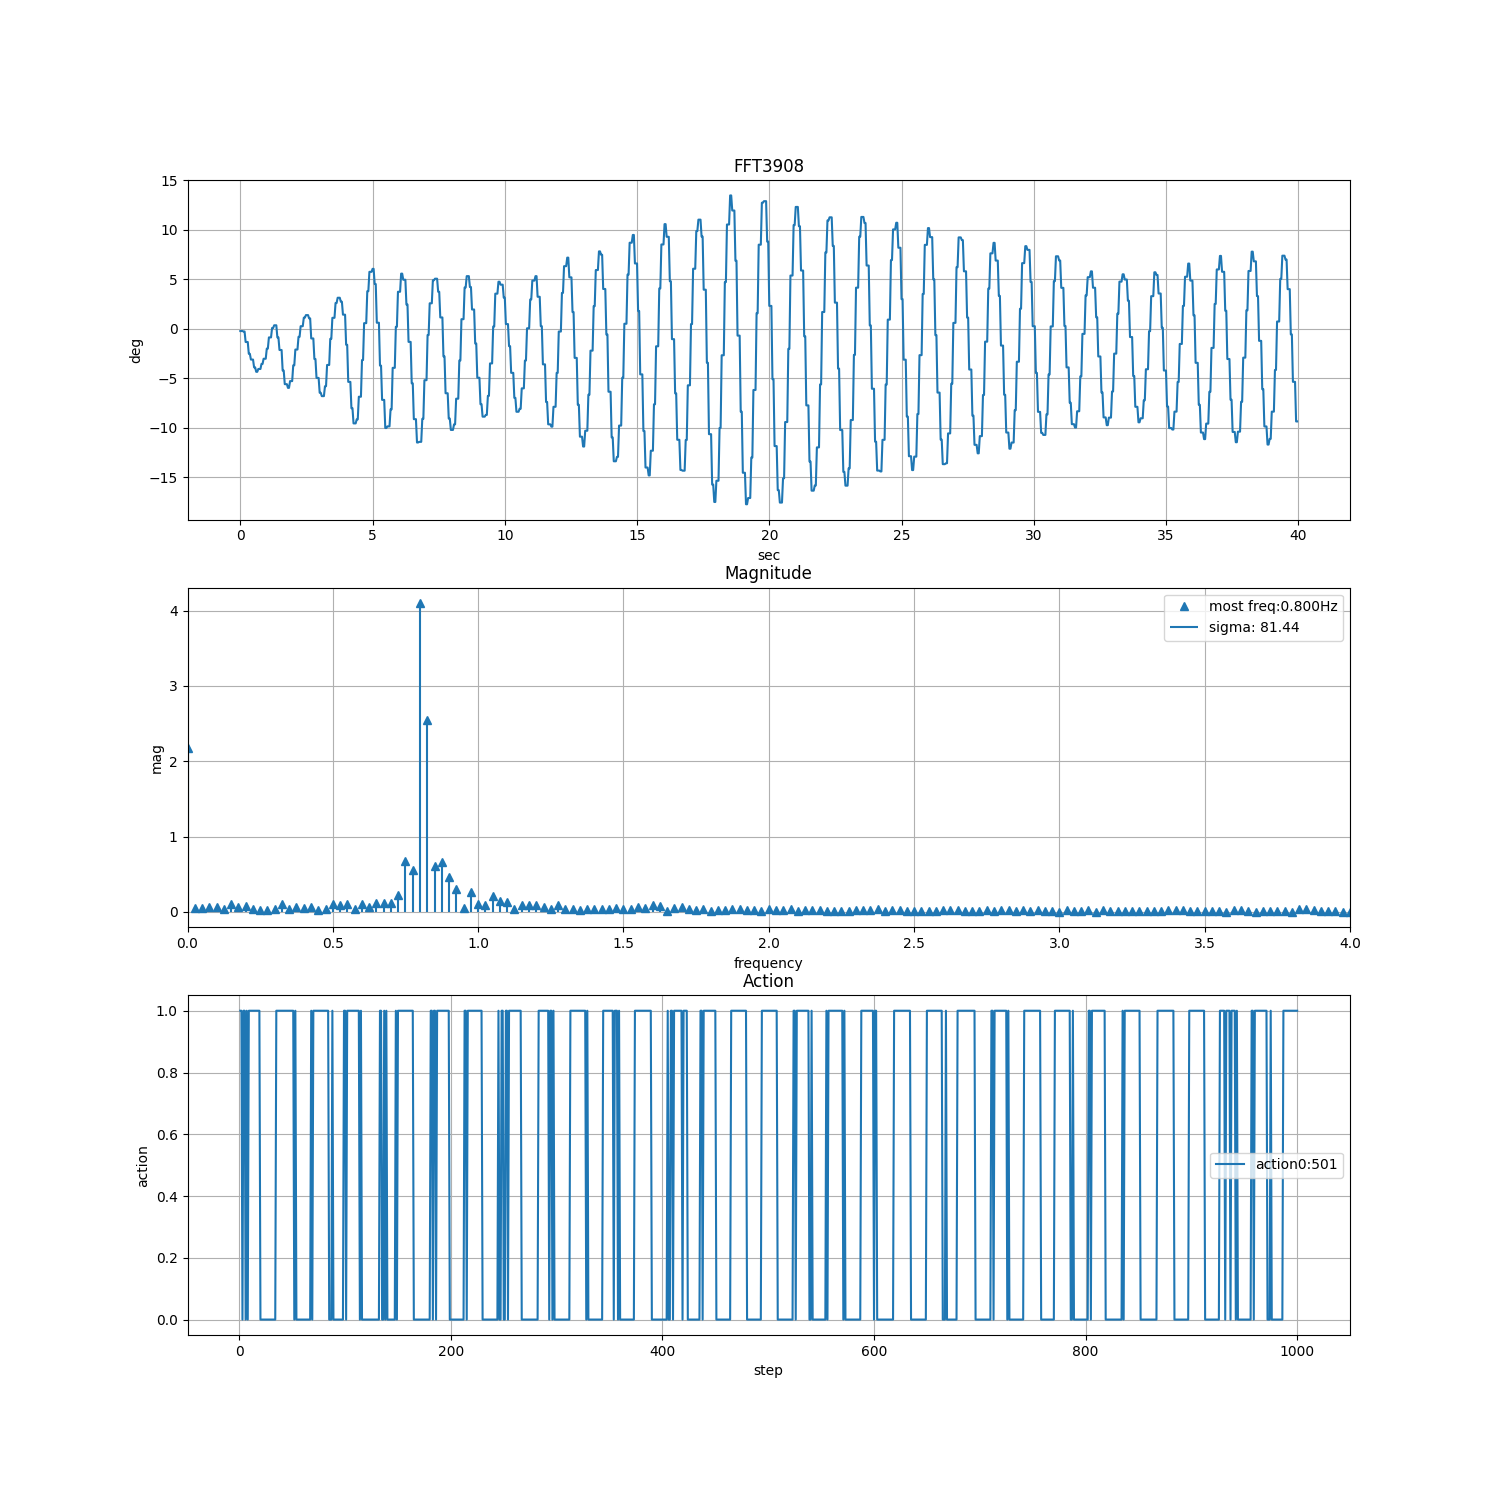 FFT3908
15
10
5
0
−5
−10
−15
deg
0 5 10 15 20 25 30 35 40
sec
Magnitude
4
3
2
1
0
mag
most freq:0.800Hz
sigma: 81.44
0.0 0.5 1.0 1.5 2.0 2.5 3.0 3.5 4.0
frequency
Action
1.0
0.8
0.6
0.4
0.2
0.0
action
action0:501
0 200 400 600 800 1000
step